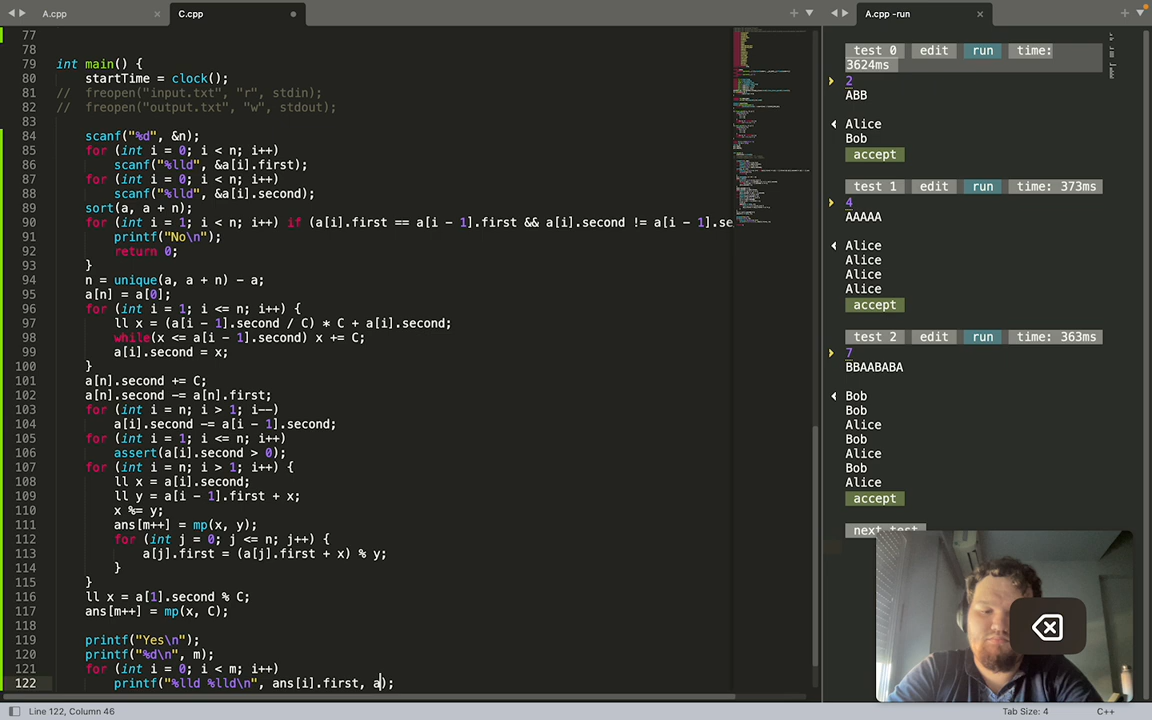 A.cpp
C.cpp
A.cpp -run
77
78
79 int main() {
80 startTime = clock();
81 // freopen("input.txt", "r", stdin);
82 // freopen("output.txt", "w", stdout);
83
84 scanf("%d", &n);
85 for (int i = 0; i < n; i++)
86 scanf("%lld", &a[i].first);
87 for (int i = 0; i < n; i++)
88 scanf("%lld", &a[i].second);
89 sort(a, a + n);
90 for (int i = 1; i < n; i++) if (a[i].first == a[i - 1].first && a[i].second != a[i - 1].se
91 printf("No\n");
92 return 0;
93 }
94 n = unique(a, a + n) - a;
95 a[n] = a[0];
96 for (int i = 1; i <= n; i++) {
97 ll x = (a[i - 1].second / C) * C + a[i].second;
98 while(x <= a[i - 1].second) x += C;
99 a[i].second = x;
100 }
101 a[n].second += C;
102 a[n].second -= a[n].first;
103 for (int i = n; i > 1; i--)
104 a[i].second -= a[i - 1].second;
105 for (int i = 1; i <= n; i++)
106 assert(a[i].second > 0);
107 for (int i = n; i > 1; i++) {
108 ll x = a[i].second;
109 ll y = a[i - 1].first + x;
110 x %= y;
111 ans[m++] = mp(x, y);
112 for (int j = 0; j <= n; j++) {
113 a[j].first = (a[j].first + x) % y;
114 }
115 }
116 ll x = a[1].second % C;
117 ans[m++] = mp(x, C);
118
119 printf("Yes\n");
120 printf("%d\n", m);
121 for (int i = 0; i < m; i++)
122 printf("%lld %lld\n", ans[i].first, a);
test 0 edit run time:
3624ms
2
ABB
Alice
Bob
accept
test 1 edit run time: 373ms
4
AAAAA
Alice
Alice
Alice
Alice
accept
test 2 edit run time: 363ms
7
BBAABABA
Bob
Bob
Alice
Bob
Alice
Bob
Alice
accept
next test
Line 122, Column 46
Tab Size: 4
C++